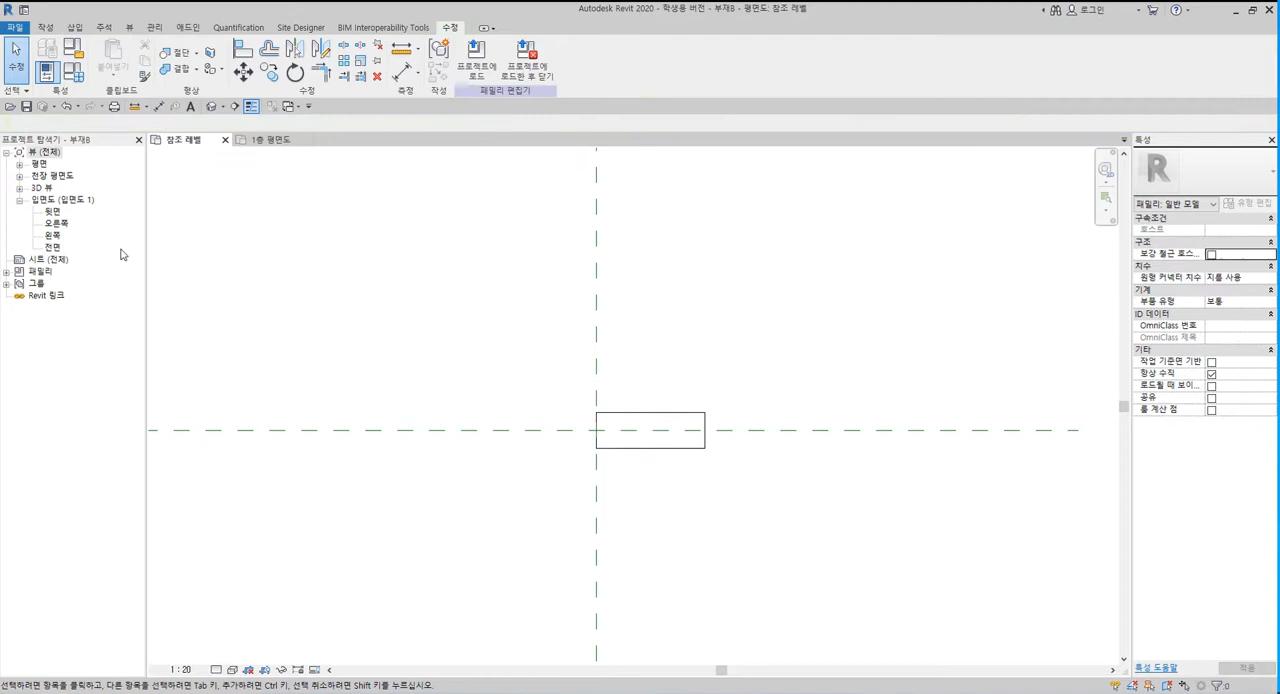 Autodesk Revit 2020 - 학생용 버전 - 부재B - 평면도: 참조 레벨
로그인
파일 작성 삽입 주석 뷰 관리 애드인 Quantification Site Designer BIM Interoperability Tools 수정
수정
붙여넣기
절단
결합
프로젝트에
로드
프로젝트에
로드한 후 닫기
선택 특성 클립보드 형상 수정 측정 작성 패밀리 편집기
프로젝트 탐색기 - 부재B
참조 레벨
1층 평면도
특성
뷰 (전체)
평면
천장 평면도
3D 뷰
입면도 (입면도 1)
뒷면
오른쪽
왼쪽
전면
시트 (전체)
패밀리
그룹
Revit 링크
패밀리: 일반 모델
유형 편집
구속조건
호스트
구조
보강 철근 호스...
치수
원형 커넥터 치수 지름 사용
기계
부품 유형 보통
ID 데이터
OmniClass 번호
OmniClass 제목
기타
작업 기준면 기반
항상 수직
로드될 때 보이...
공유
룸 계산 점
특성 도움말
적용
1 : 20
선택하려면 항목을 클릭하고, 다른 항목을 선택하려면 Tab 키, 추가하려면 Ctrl 키, 선택 취소하려면 Shift 키를 누르십시오.
:0